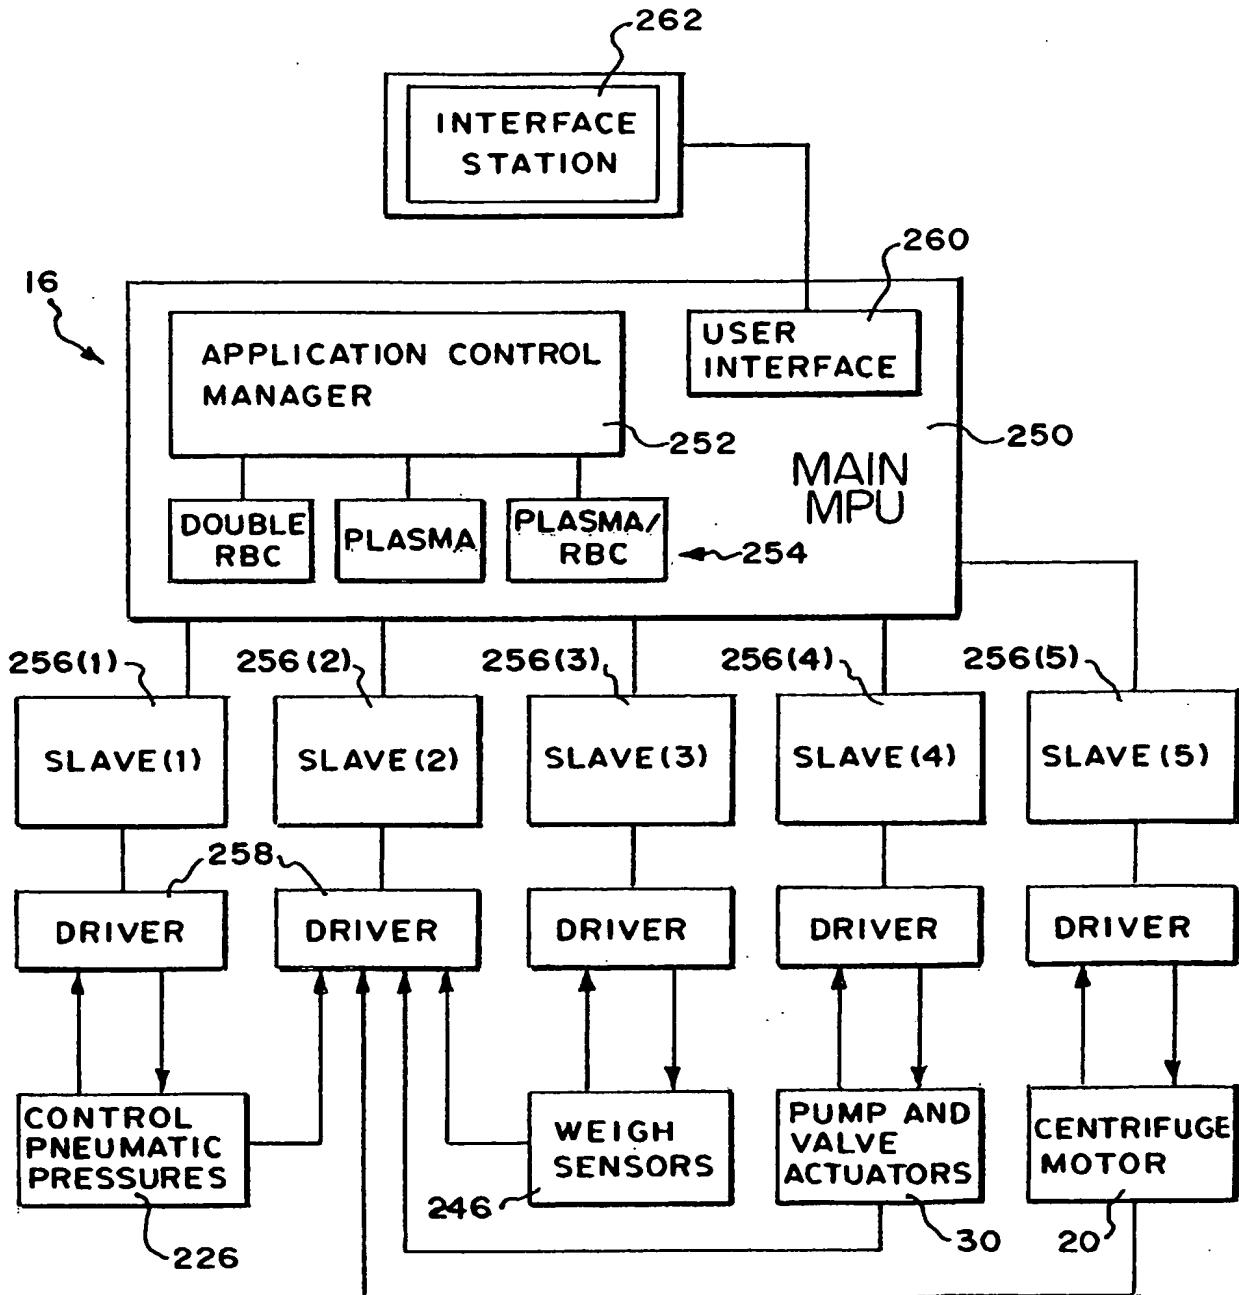 262
INTERFACE
STATION
260
16
USER
INTERFACE
APPLICATION CONTROL
MANAGER
252
250
MAIN
MPU
DOUBLE
RBC
PLASMA
PLASMA/
RBC
254
256(1)
256(2)
256(3)
256(4)
256(5)
SLAVE(1)
SLAVE(2)
SLAVE(3)
SLAVE(4)
SLAVE(5)
258
DRIVER
DRIVER
DRIVER
DRIVER
DRIVER
CONTROL
PNEUMATIC
PRESSURES
WEIGH
SENSORS
PUMP AND
VALVE
ACTUATORS
CENTRIFUGE
MOTOR
226
246
30
20